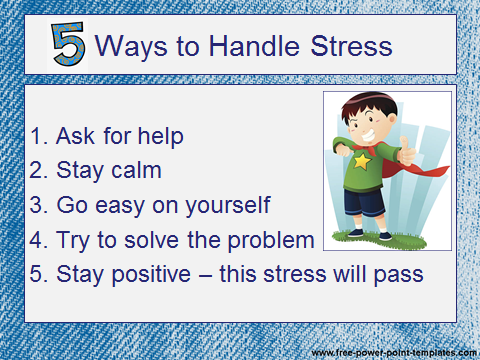 5 Ways to Handle Stress
1. Ask for help
2. Stay calm
3. Go easy on yourself
4. Try to solve the problem
5. Stay positive – this stress will pass
www.free-power-point-templates.com